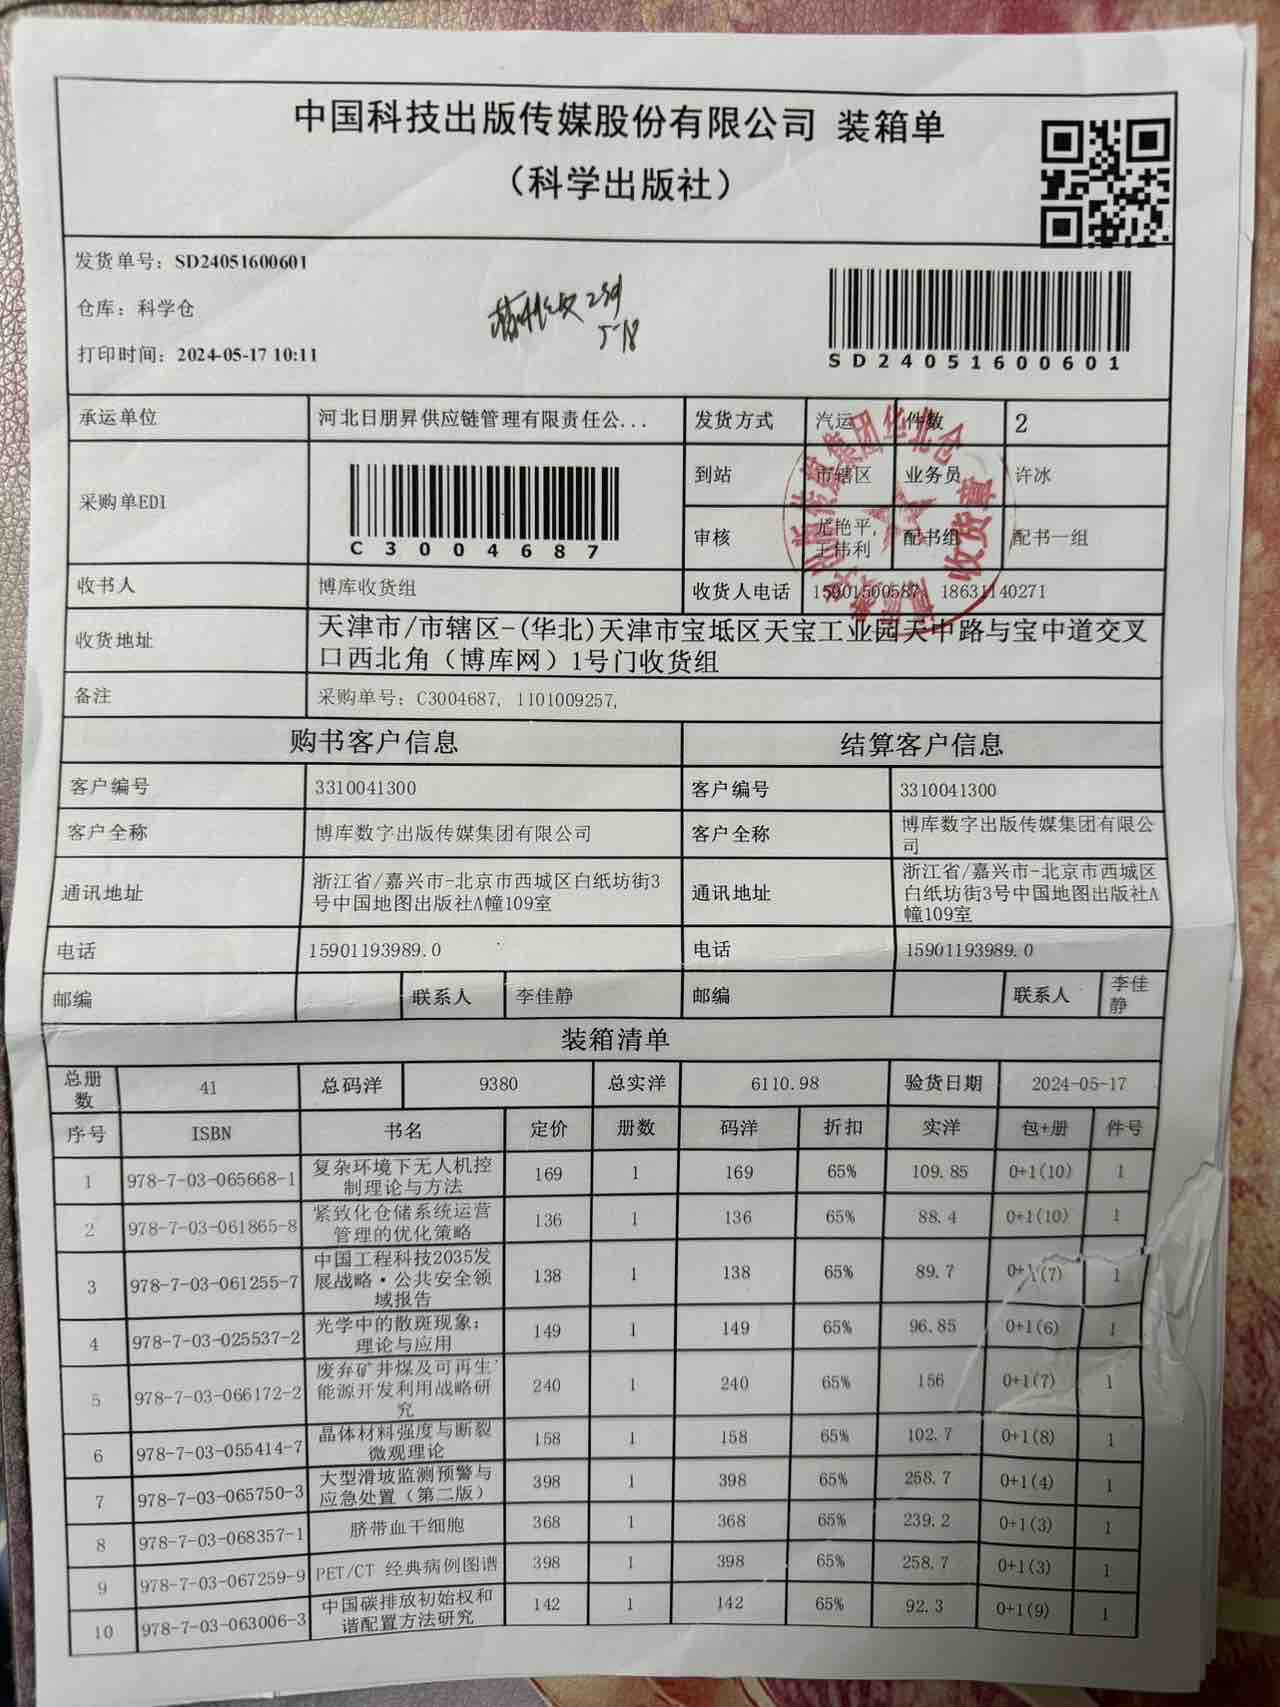 中国科技出版传媒股份有限公司 装箱单
（科学出版社）
发货单号：SD24051600601
仓库：科学仓
打印时间：2024-05-17 10:11
5-18
SD24051600601
承运单位 河北日朋昇供应链管理有限责任公... 发货方式 汽运 件数 2
采购单EDI C3004687 到站 市辖区 业务员 许冰
审核 尤艳平,王伟利 配书组 配书一组
收书人 博库收货组 收货人电话 15901500587 18631140271
收货地址 天津市/市辖区-(华北)天津市宝坻区天宝工业园天中路与宝中道交叉
口西北角（博库网）1号门收货组
备注 采购单号：C3004687, 1101009257,
收货章
购书客户信息 结算客户信息
客户编号 3310041300 客户编号 3310041300
客户全称 博库数字出版传媒集团有限公司 客户全称 博库数字出版传媒集团有限公司
通讯地址 浙江省/嘉兴市-北京市西城区白纸坊街3号中国地图出版社A幢109室 通讯地址 浙江省/嘉兴市-北京市西城区白纸坊街3号中国地图出版社A幢109室
电话 15901193989.0 电话 15901193989.0
邮编 联系人 李佳静 邮编 联系人 李佳静
装箱清单
总册数 41 总码洋 9380 总实洋 6110.98 验货日期 2024-05-17
序号 ISBN 书名 定价 册数 码洋 折扣 实洋 包+册 件号
1 978-7-03-065668-1 复杂环境下无人机控制理论与方法 169 1 169 65% 109.85 0+1(10) 1
2 978-7-03-061865-8 紧致化仓储系统运营管理的优化策略 136 1 136 65% 88.4 0+1(10) 1
3 978-7-03-061255-7 中国工程科技2035发展战略·公共安全领域报告 138 1 138 65% 89.7 0+1(7) 1
4 978-7-03-025537-2 光学中的散斑现象：理论与应用 149 1 149 65% 96.85 0+1(6) 1
5 978-7-03-066172-2 废弃矿井煤及可再生能源开发利用战略研究 240 1 240 65% 156 0+1(7) 1
6 978-7-03-055414-7 晶体材料强度与断裂微观理论 158 1 158 65% 102.7 0+1(8) 1
7 978-7-03-065750-3 大型滑坡监测预警与应急处置（第二版） 398 1 398 65% 258.7 0+1(4) 1
8 978-7-03-068357-1 脐带血干细胞 368 1 368 65% 239.2 0+1(3) 1
9 978-7-03-067259-9 PET/CT 经典病例图谱 398 1 398 65% 258.7 0+1(3) 1
10 978-7-03-063006-3 中国碳排放初始权和谐配置方法研究 142 1 142 65% 92.3 0+1(9) 1